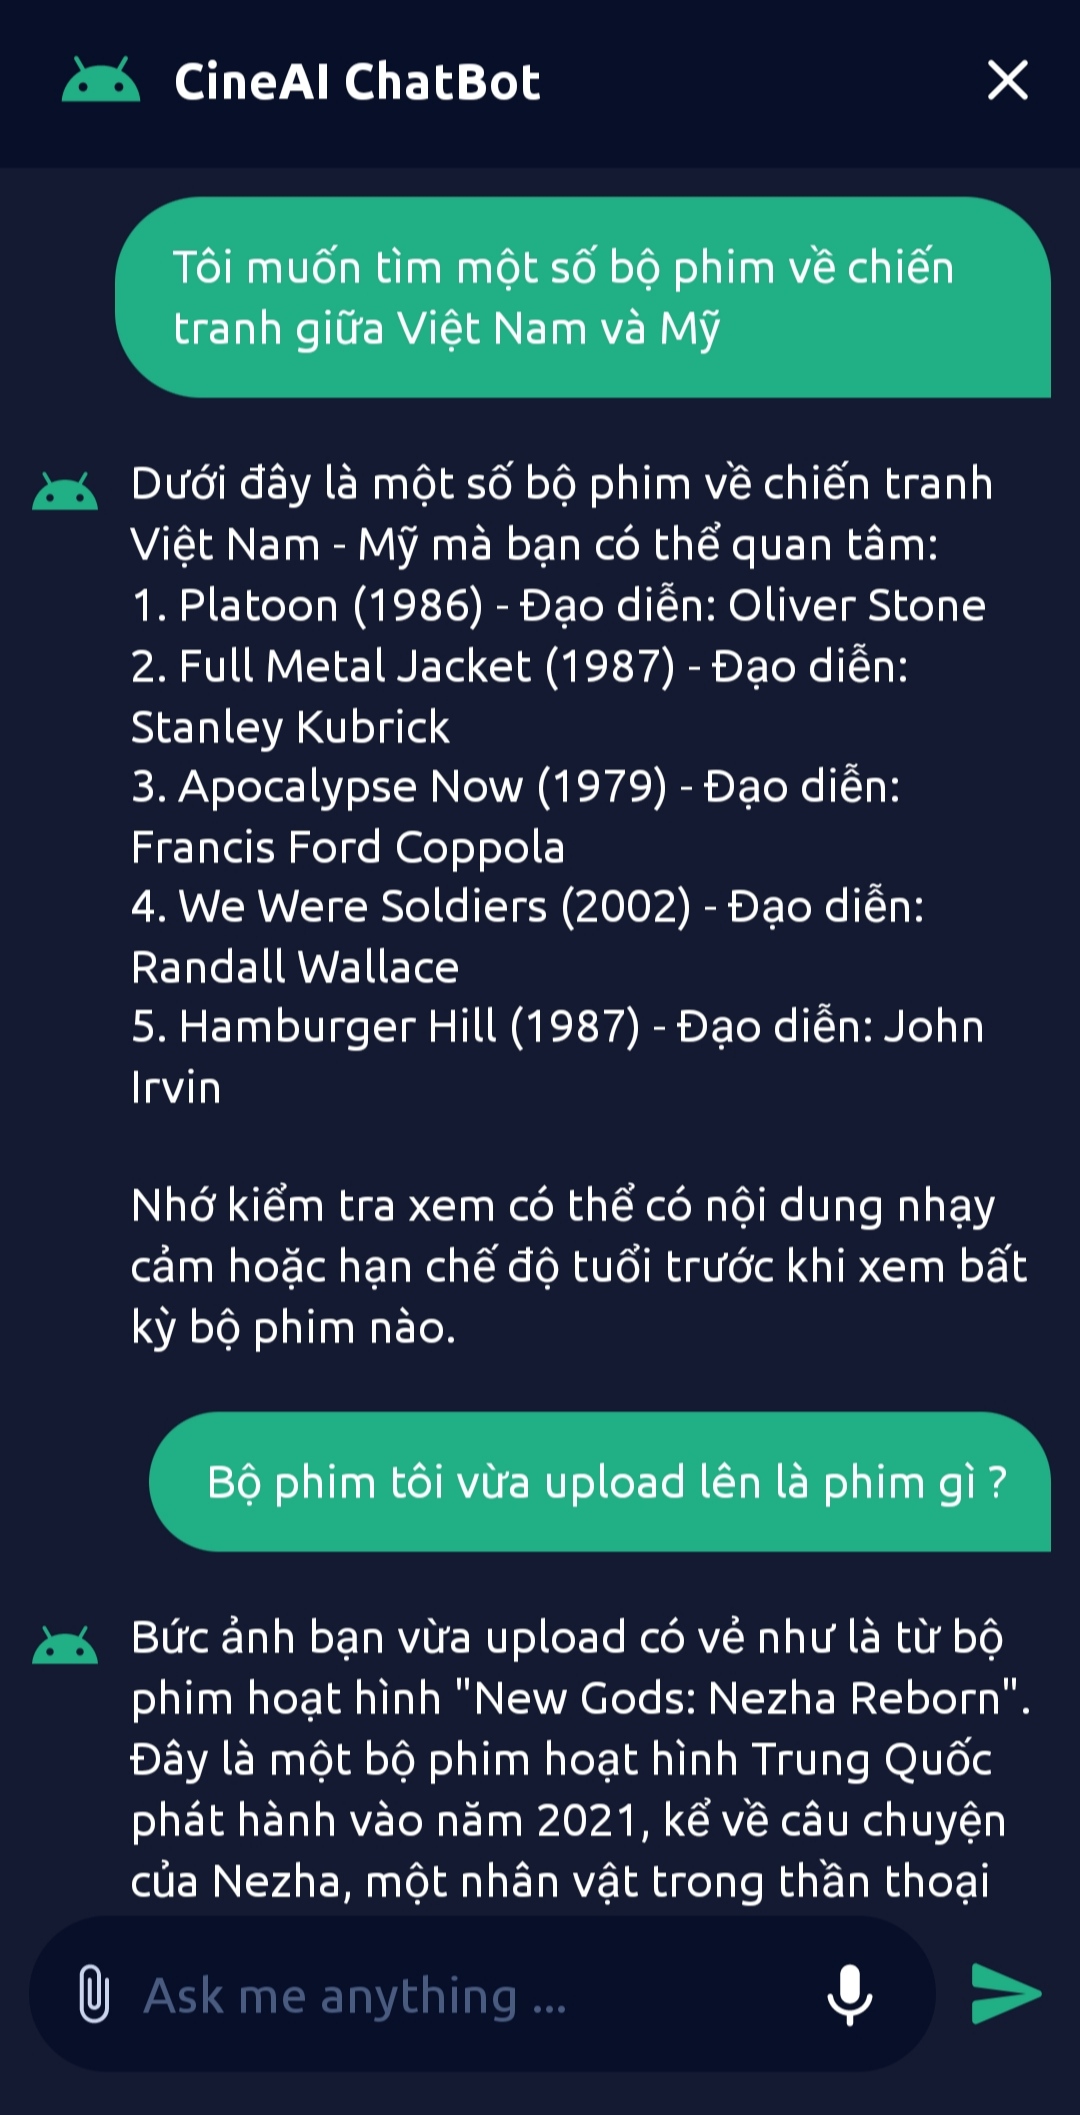 CineAI ChatBot
Tôi muốn tìm một số bộ phim về chiến
tranh giữa Việt Nam và Mỹ
Dưới đây là một số bộ phim về chiến tranh
Việt Nam - Mỹ mà bạn có thể quan tâm:
1. Platoon (1986) - Đạo diễn: Oliver Stone
2. Full Metal Jacket (1987) - Đạo diễn:
Stanley Kubrick
3. Apocalypse Now (1979) - Đạo diễn:
Francis Ford Coppola
4. We Were Soldiers (2002) - Đạo diễn:
Randall Wallace
5. Hamburger Hill (1987) - Đạo diễn: John
Irvin
Nhớ kiểm tra xem có thể có nội dung nhạy
cảm hoặc hạn chế độ tuổi trước khi xem bất
kỳ bộ phim nào.
Bộ phim tôi vừa upload lên là phim gì ?
Bức ảnh bạn vừa upload có vẻ như là từ bộ
phim hoạt hình "New Gods: Nezha Reborn".
Đây là một bộ phim hoạt hình Trung Quốc
phát hành vào năm 2021, kể về câu chuyện
của Nezha, một nhân vật trong thần thoại
Ask me anything ...